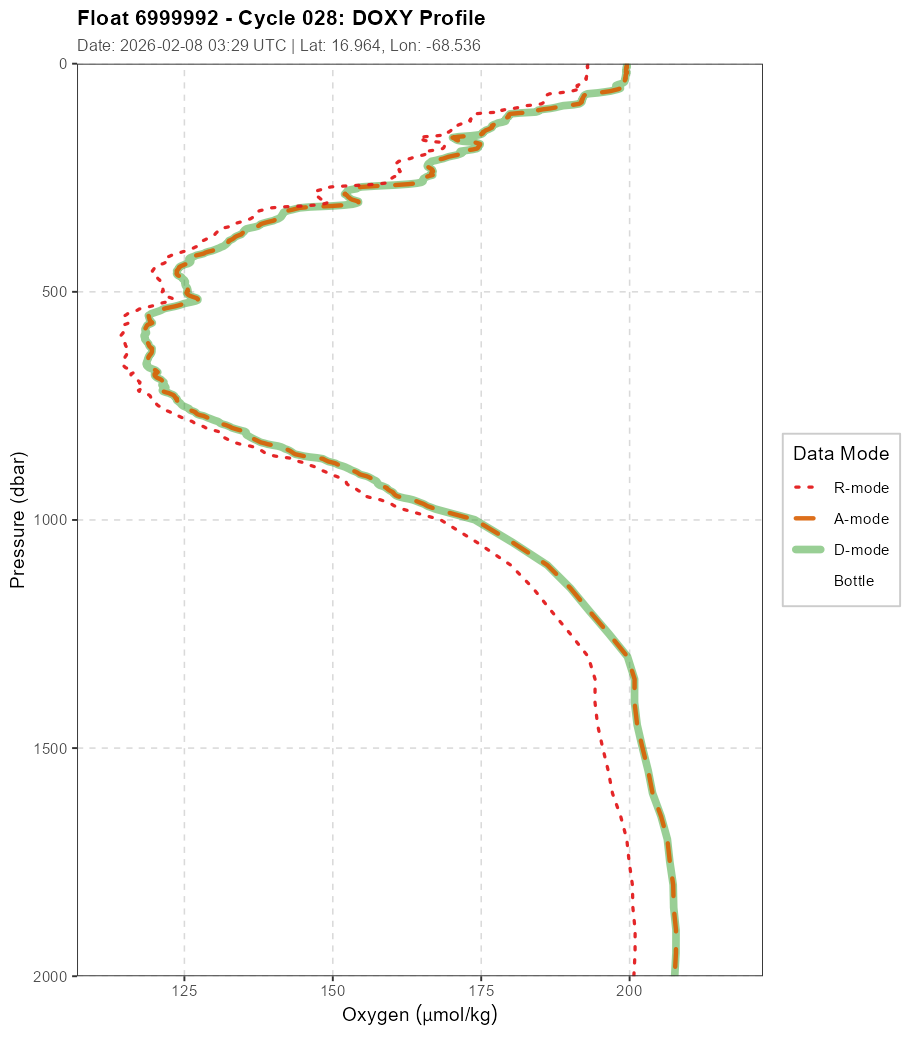 Float 6999992 - Cycle 028: DOXY Profile
Date: 2026-02-08 03:29 UTC | Lat: 16.964, Lon: -68.536
0
500
1000
1500
2000
Pressure (dbar)
125 150 175 200
Oxygen (μmol/kg)
Data Mode
R-mode
A-mode
D-mode
Bottle